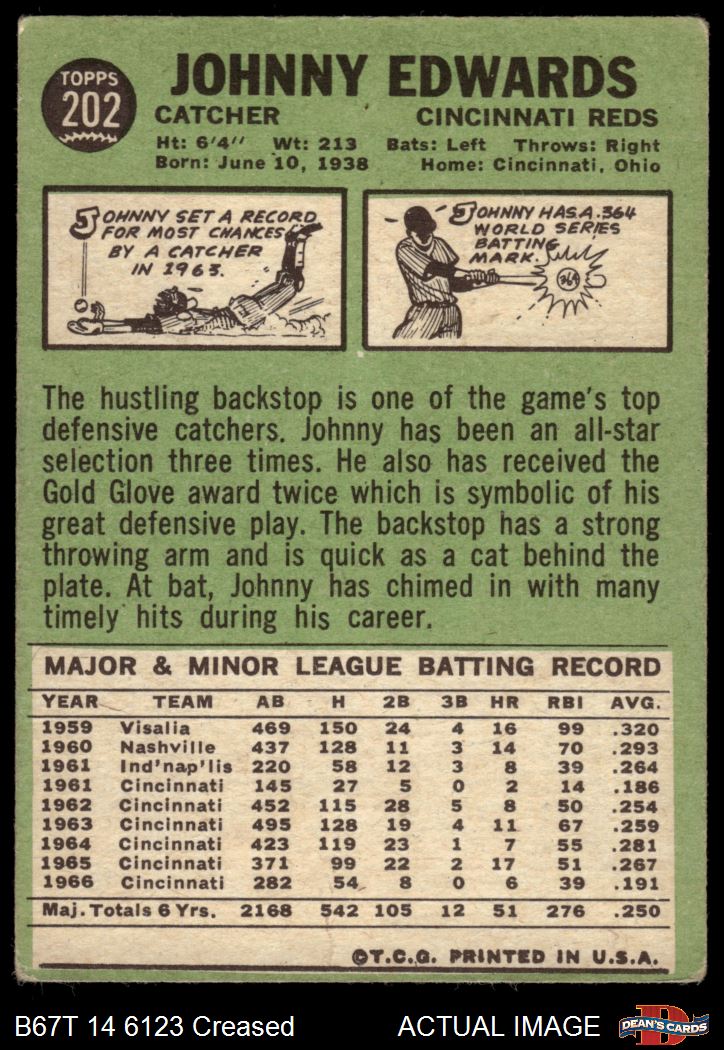 TOPPS
202
JOHNNY EDWARDS
CATCHER CINCINNATI REDS
Ht: 6'4" Wt: 213 Bats: Left Throws: Right
Born: June 10, 1938 Home: Cincinnati, Ohio
JOHNNY SET A RECORD
FOR MOST CHANCES
BY A CATCHER
IN 1963.
JOHNNY HAS A .364
WORLD SERIES
BATTING
MARK.
364
The hustling backstop is one of the game's top
defensive catchers. Johnny has been an all-star
selection three times. He also has received the
Gold Glove award twice which is symbolic of his
great defensive play. The backstop has a strong
throwing arm and is quick as a cat behind the
plate. At bat, Johnny has chimed in with many
timely hits during his career.
MAJOR & MINOR LEAGUE BATTING RECORD
YEAR TEAM AB H 2B 3B HR RBI AVG.
1959 Visalia 469 150 24 4 16 99 .320
1960 Nashville 437 128 11 3 14 70 .293
1961 Ind'nap'lis 220 58 12 3 8 39 .264
1961 Cincinnati 145 27 5 0 2 14 .186
1962 Cincinnati 452 115 28 5 8 50 .254
1963 Cincinnati 495 128 19 4 11 67 .259
1964 Cincinnati 423 119 23 1 7 55 .281
1965 Cincinnati 371 99 22 2 17 51 .267
1966 Cincinnati 282 54 8 0 6 39 .191
Maj. Totals 6 Yrs. 2168 542 105 12 51 276 .250
©T.C.G. PRINTED IN U.S.A.
B67T 14 6123 Creased ACTUAL IMAGE
D
DEAN'S CARDS